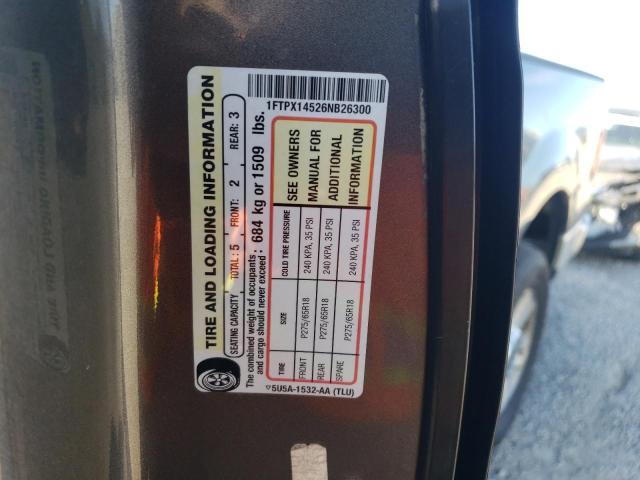 TIRE AND LOADING INFORMATION
SEATING CAPACITY TOTAL: 5 FRONT: 2 REAR: 3
The combined weight of occupants
and cargo should never exceed : 684 kg or 1509 lbs.
1FTPX14526NB26300
TIRE SIZE COLD TIRE PRESSURE
FRONT P275/65R18 240 KPA, 35 PSI
REAR P275/65R18 240 KPA, 35 PSI
SPARE P275/65R18 240 KPA, 35 PSI
SEE OWNERS
MANUAL FOR
ADDITIONAL
INFORMATION
5U5A-1532-AA (TLU)